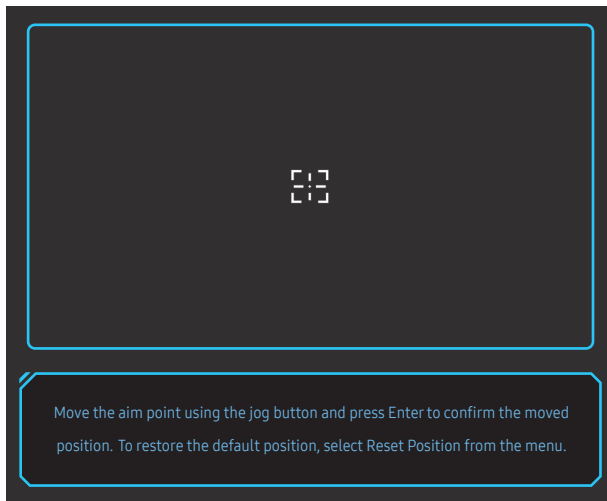 Move the aim point using the jog button and press Enter to confirm the moved
position. To restore the default position, select Reset Position from the menu.